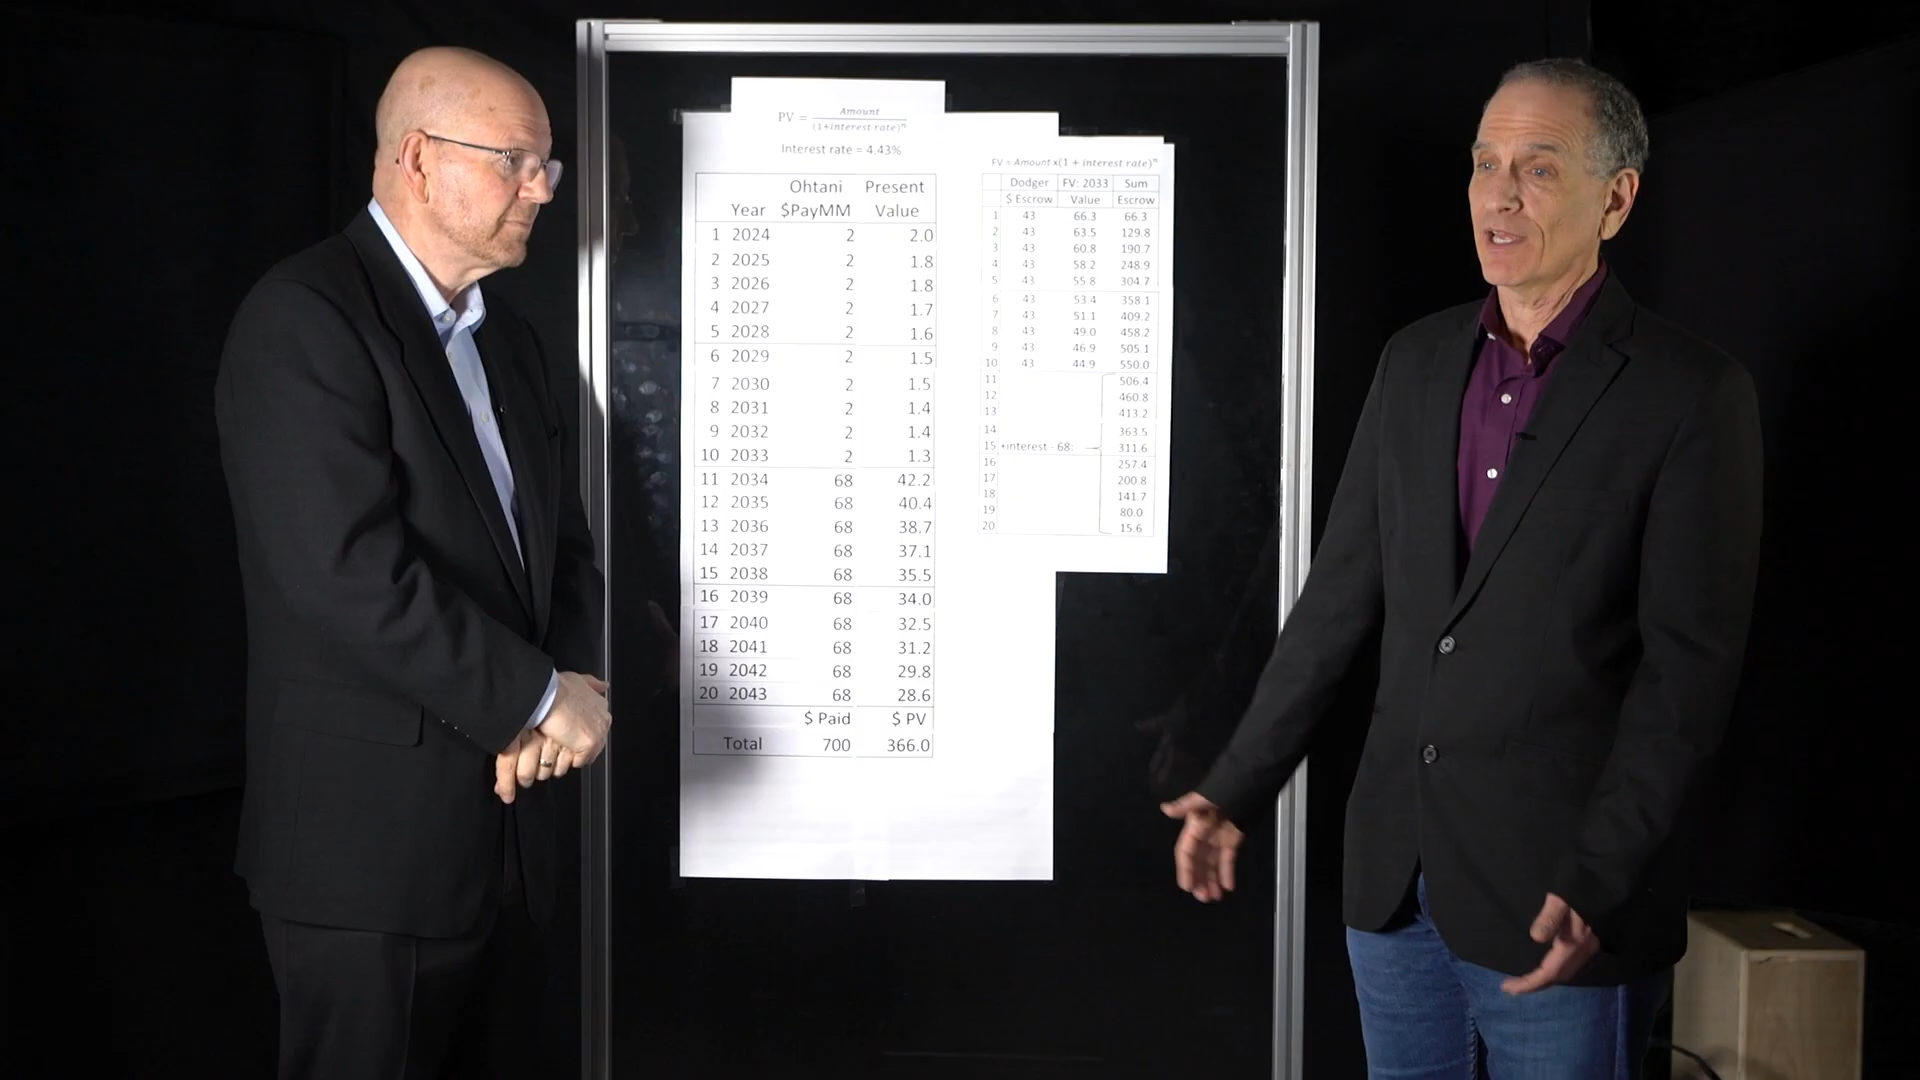 PV = Amount
(1+interest rate)ⁿ
Interest rate = 4.43%
Ohtani Present
Year $PayMM Value
1 2024 2 2.0
2 2025 2 1.8
3 2026 2 1.8
4 2027 2 1.7
5 2028 2 1.6
6 2029 2 1.5
7 2030 2 1.5
8 2031 2 1.4
9 2032 2 1.4
10 2033 2 1.3
11 2034 68 42.2
12 2035 68 40.4
13 2036 68 38.7
14 2037 68 37.1
15 2038 68 35.5
16 2039 68 34.0
17 2040 68 32.5
18 2041 68 31.2
19 2042 68 29.8
20 2043 68 28.6
$ Paid $ PV
Total 700 366.0
FV = Amount x(1 + interest rate)ⁿ
Dodger FV: 2033 Sum
$ Escrow Value Escrow
1 43 66.3 66.3
2 43 63.5 129.8
3 43 60.8 190.7
4 43 58.2 248.9
5 43 55.8 304.7
6 43 53.4 358.1
7 43 51.1 409.2
8 43 49.0 458.2
9 43 46.9 505.1
10 43 44.9 550.0
11 506.4
12 460.8
13 413.2
14 363.5
15 +interest - 68: 311.6
16 257.4
17 200.8
18 141.7
19 80.0
20 15.6